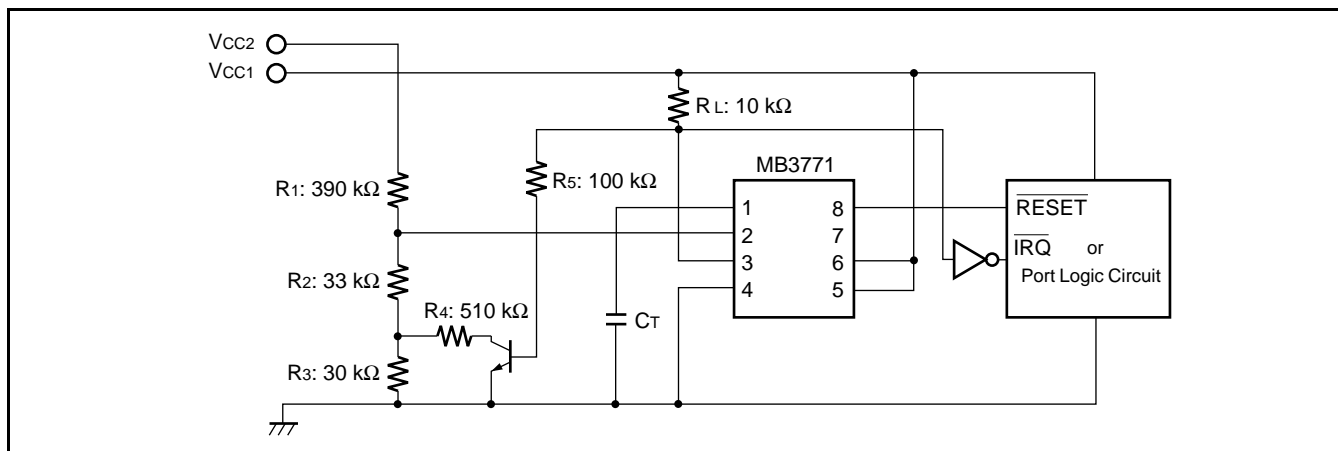 VCC2
VCC1
RL: 10 kΩ
MB3771
R1: 390 kΩ
R5: 100 kΩ
1 8
2 7
3 6
4 5
RESET
IRQ or
Port Logic Circuit
R2: 33 kΩ
R4: 510 kΩ
CT
R3: 30 kΩ